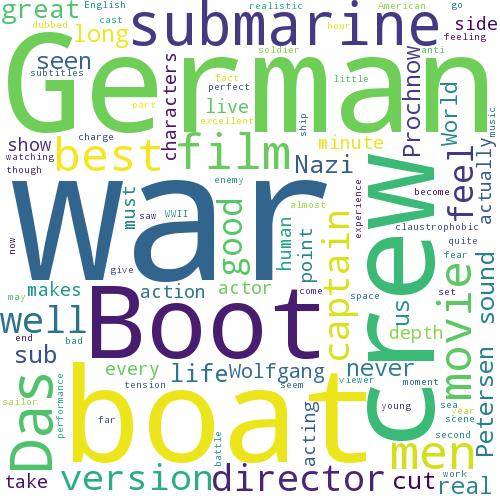 English
go
realistic
American
great
submarine
cast
dubbed
hour
side
long
feeling
seen
German
soldier
anti
subtitles
fact
perfect
little
characters
Prochnow
World
show
part
excellent
live
minute
actually
music
best
film
Nazi
feel
watching
charge
ship
though
enemy
war
must
saw
WWII
good
almost
human
point
experience
crew
become
claustrophobic
quite
now
give
come
captain
fear
makes
action
actor
space
us
set
depth
movie
sound
may
Boot
well
end
bad
every
life
Wolfgang
never
viewer
moment
sub
tension
seem
Das
boat
performance
acting
young
sea
year
scene
Petersen
sailor
far
battle
men
second
take
version
director
cut
work
real